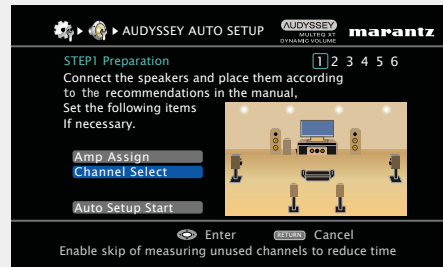 AUDYSSEY AUTO SETUP
AUDYSSEY
MULTEQ XT
DYNAMIC VOLUME
marantz
STEP1 Preparation
1 2 3 4 5 6
Connect the speakers and place them according
to the recommendations in the manual,
Set the following items
If necessary.
Amp Assign
Channel Select
Auto Setup Start
Enter
RETURN Cancel
Enable skip of measuring unused channels to reduce time